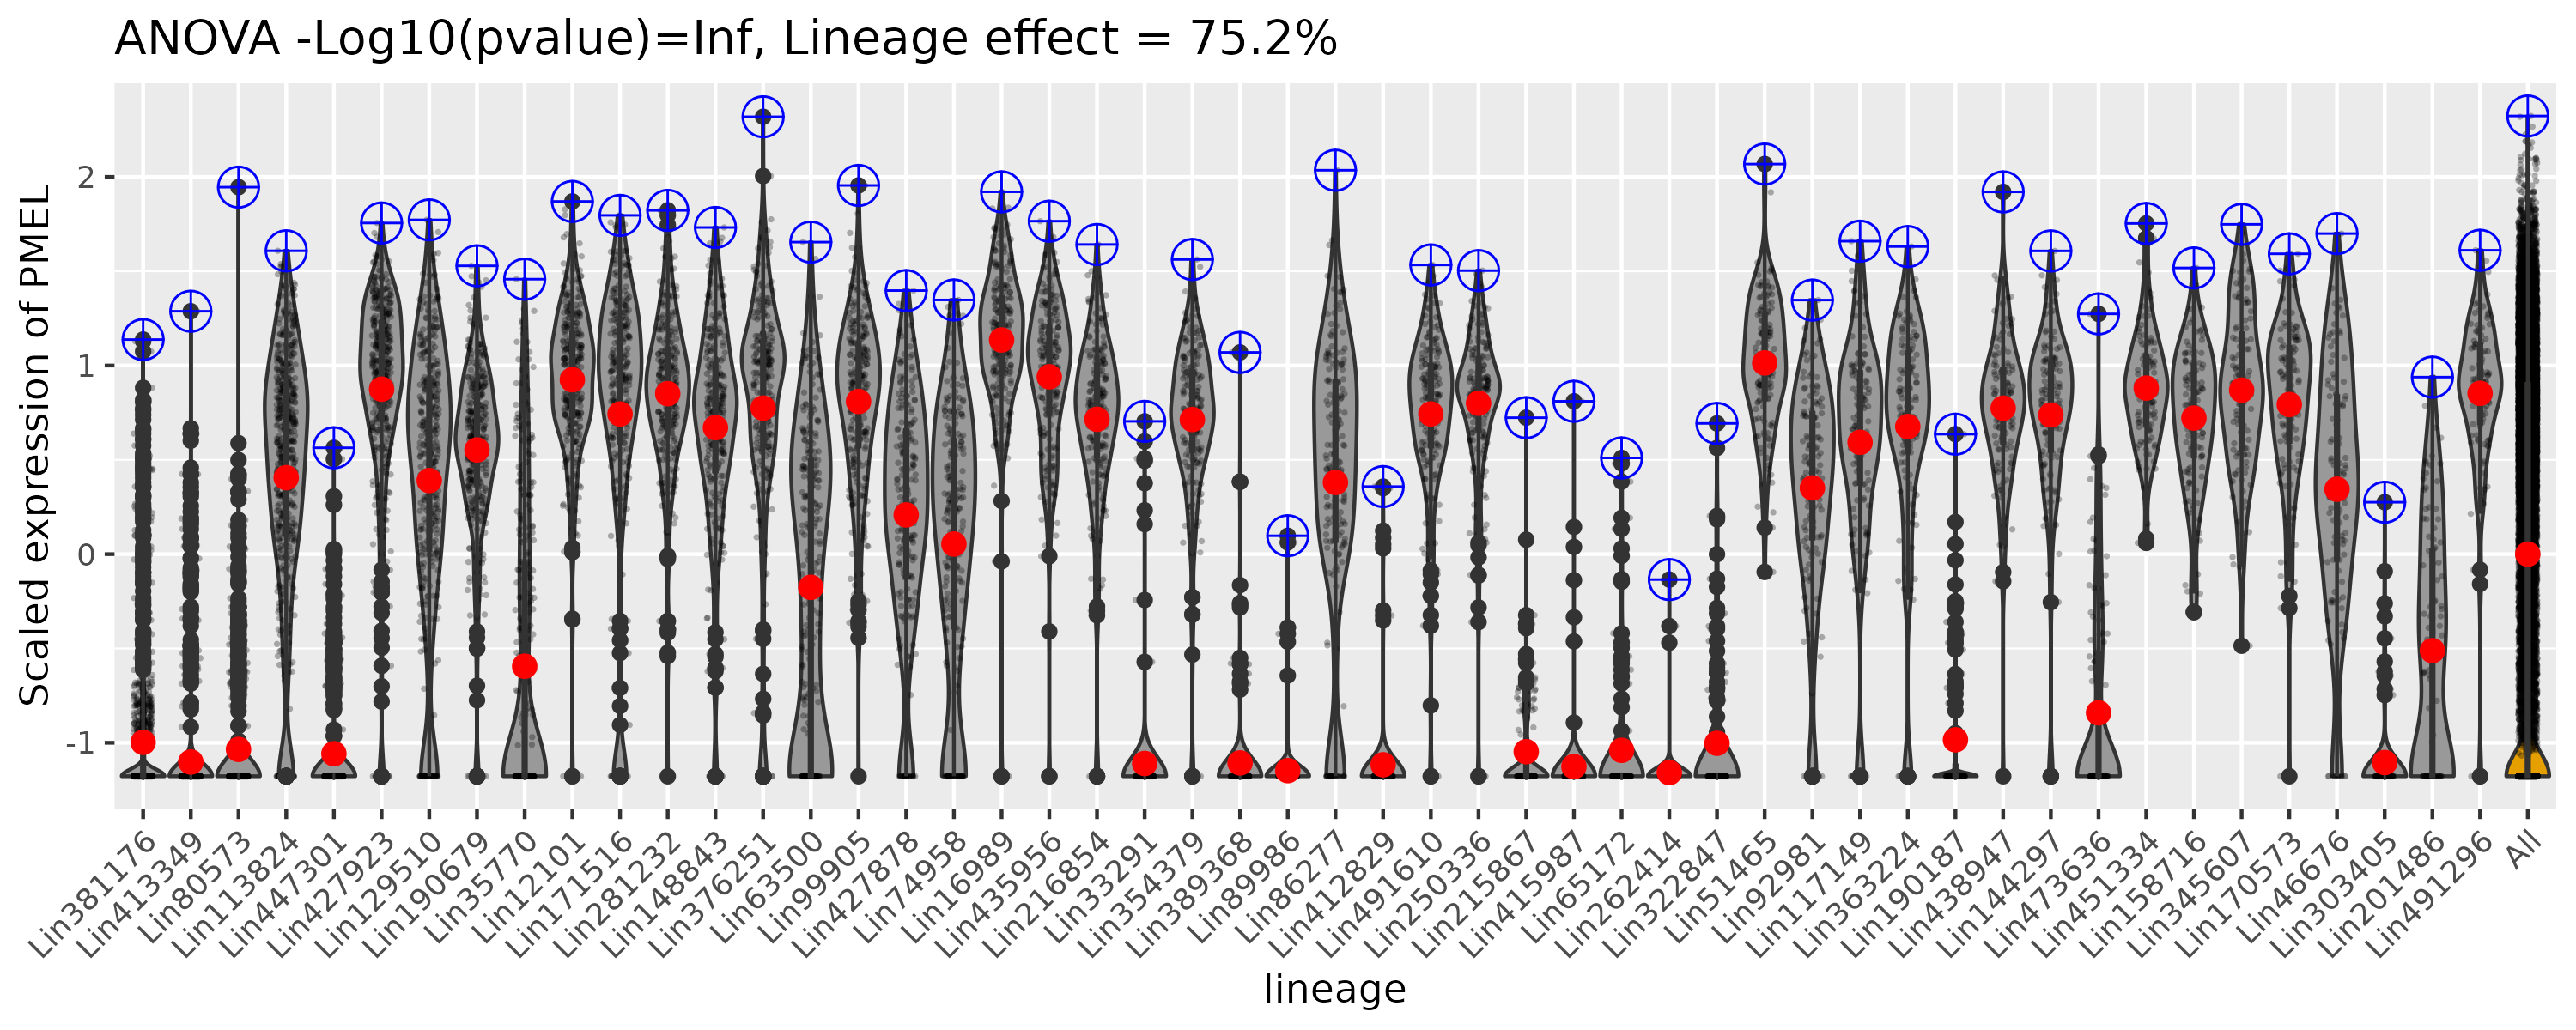 ANOVA -Log10(pvalue)=Inf, Lineage effect = 75.2%
Scaled expression of PMEL
2
1
0
-1
Lin381176
Lin413349
Lin80573
Lin113824
Lin447301
Lin427923
Lin129510
Lin190679
Lin35770
Lin12101
Lin171516
Lin281232
Lin148843
Lin376251
Lin63500
Lin99905
Lin427878
Lin74958
Lin16989
Lin435956
Lin216854
Lin33291
Lin354379
Lin389368
Lin89986
Lin86277
Lin412829
Lin491610
Lin250336
Lin215867
Lin415987
Lin65172
Lin262414
Lin322847
Lin51465
Lin92981
Lin117149
Lin363224
Lin190187
Lin438947
Lin144297
Lin473636
Lin451334
Lin158716
Lin345607
Lin170573
Lin46676
Lin303405
Lin201486
Lin491296
All
lineage